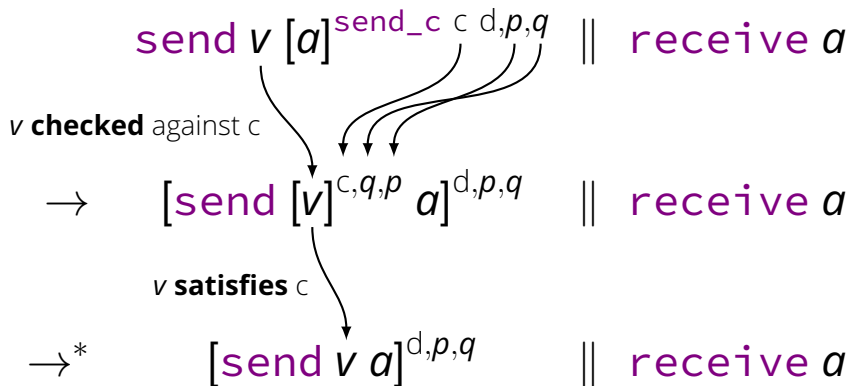 send v [a]^send_c c d,p,q ∥ receive a
v checked against c
→ [send [v]^c,q,p a]^d,p,q ∥ receive a
v satisfies c
→* [send v a]^d,p,q ∥ receive a